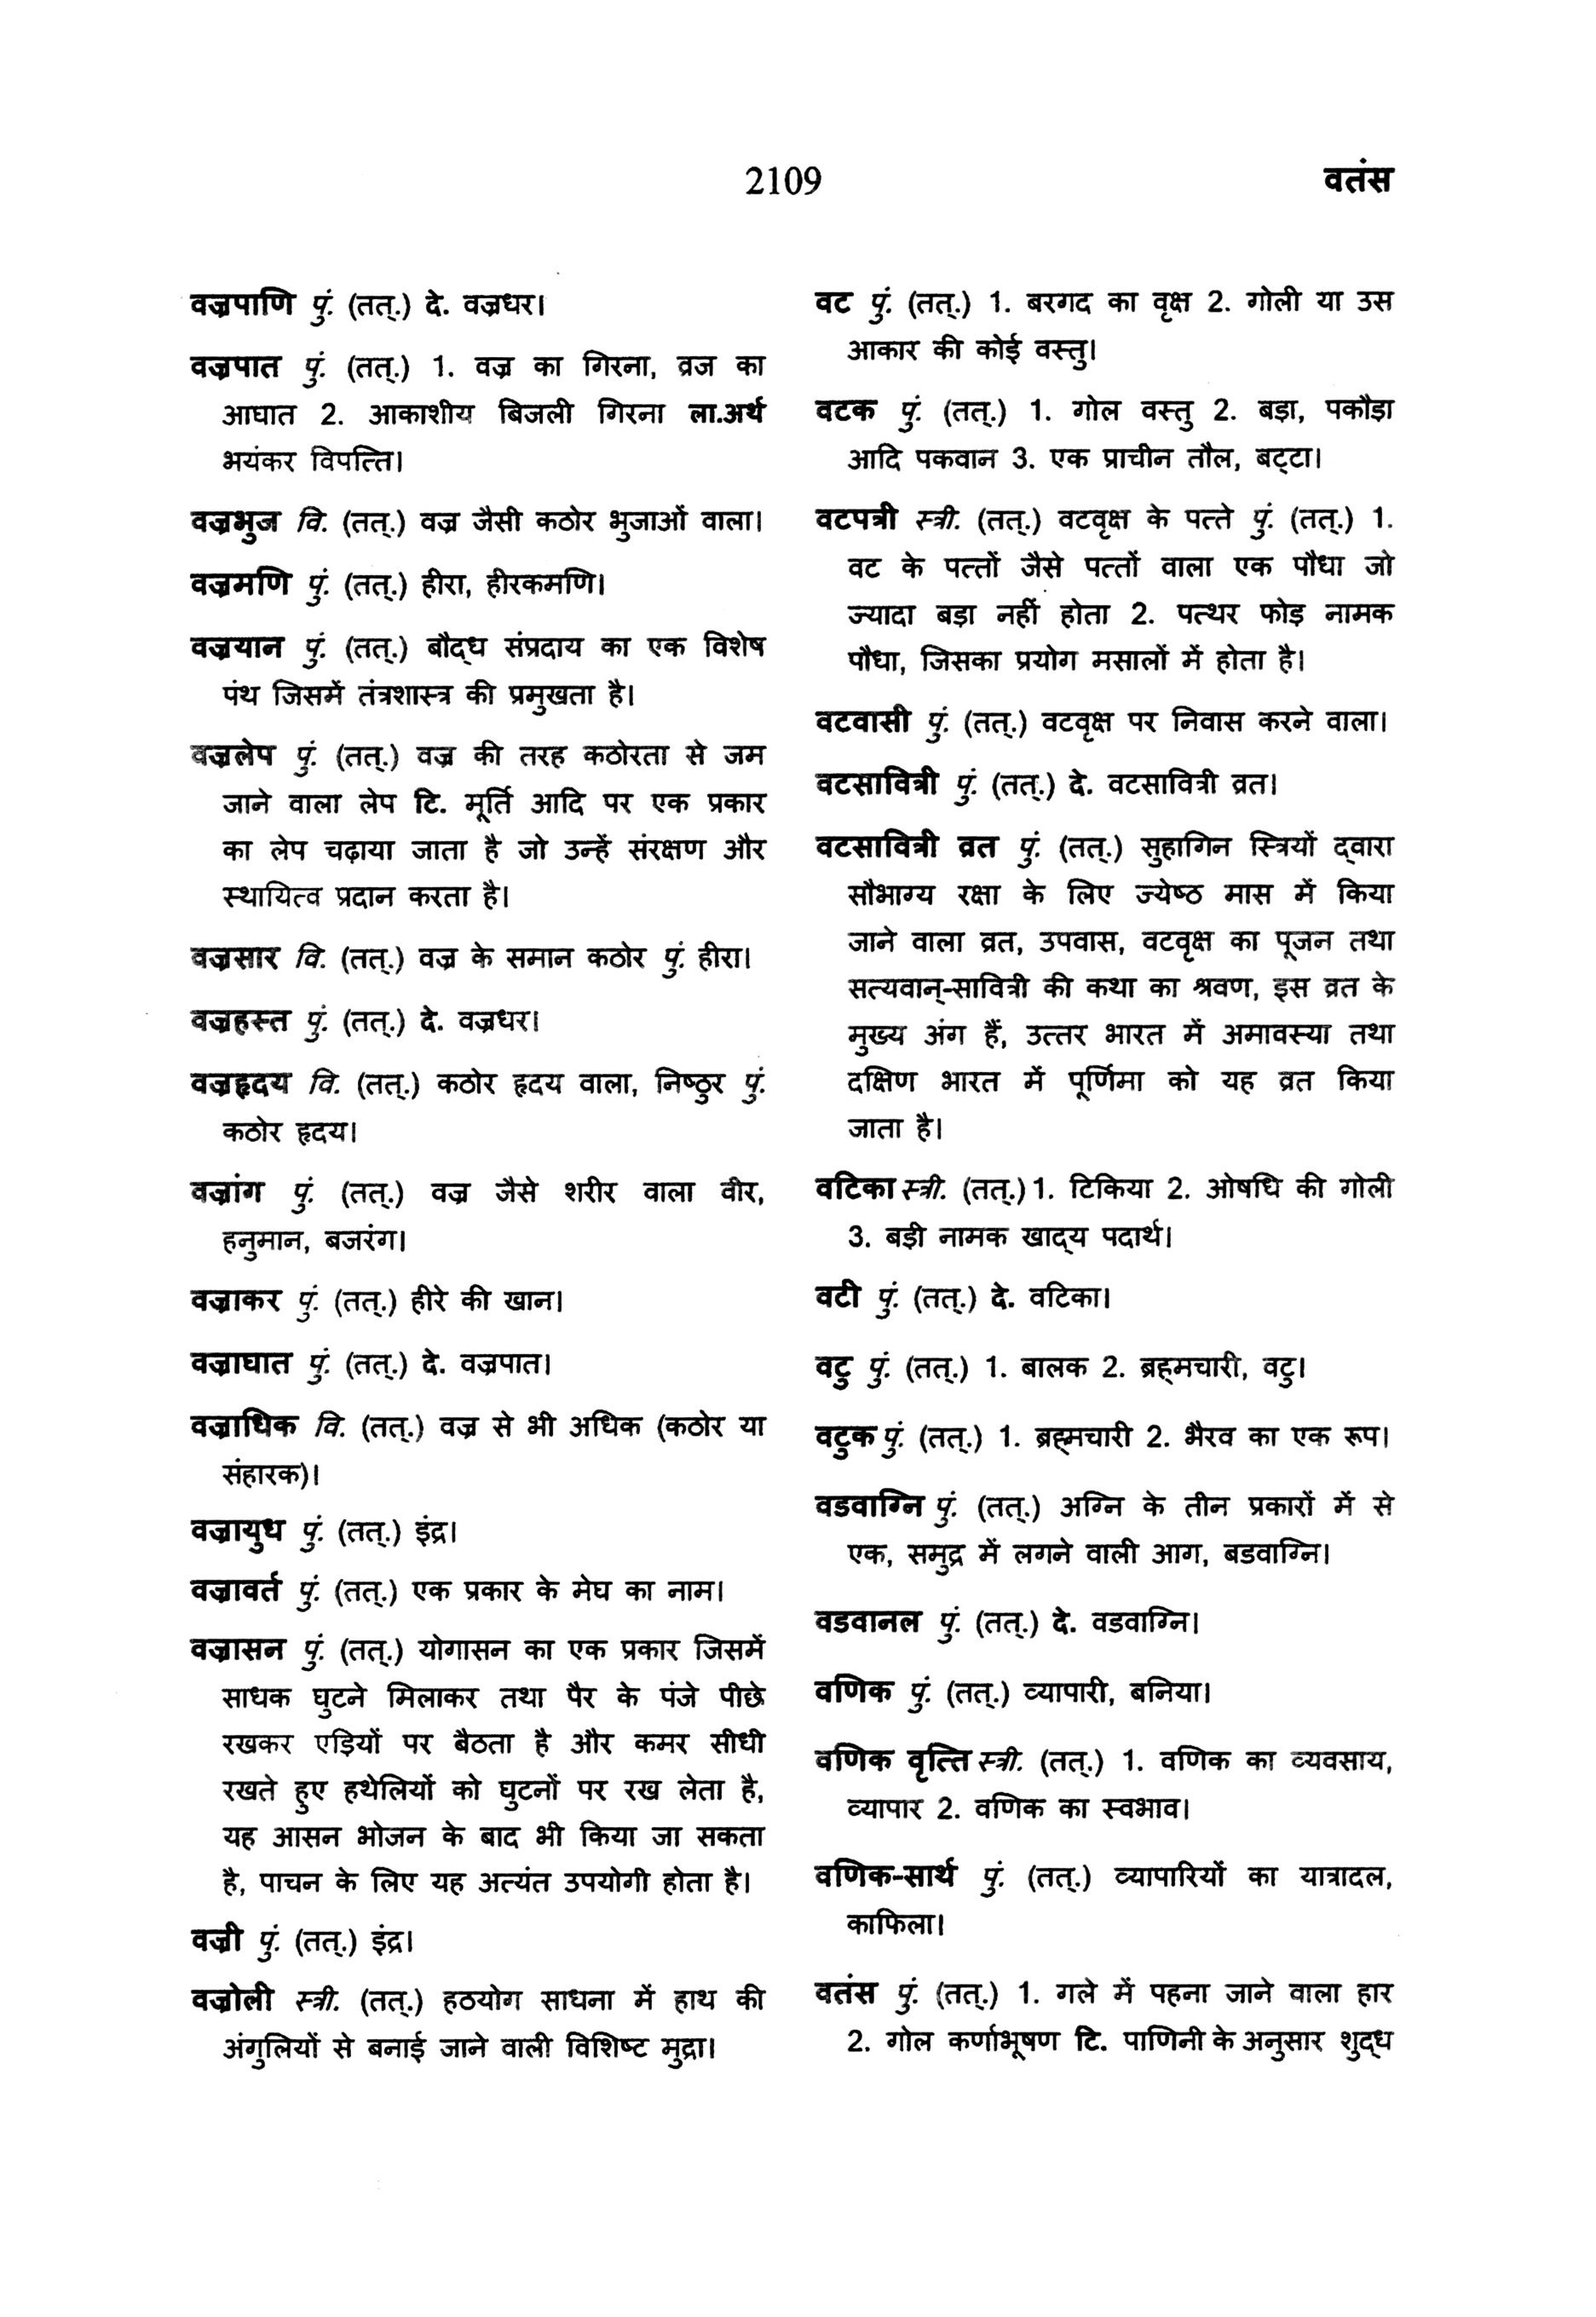 2109
वतंस
वज्रपाणि पुं. (तत्.) दे. वज्रधर।
वज्रपात पुं. (तत्.) 1. वज्र का गिरना, व्रज का
आघात 2. आकाशीय बिजली गिरना ला.अर्थ
भयंकर विपत्ति।
वज्रभुज वि. (तत्.) वज्र जैसी कठोर भुजाओं वाला।
वज्रमणि पुं. (तत्.) हीरा, हीरकमणि।
वज्रयान पुं. (तत्.) बौद्ध संप्रदाय का एक विशेष
पंथ जिसमें तंत्रशास्त्र की प्रमुखता है।
वज्रलेप पुं. (तत्.) वज्र की तरह कठोरता से जम
जाने वाला लेप टि. मूर्ति आदि पर एक प्रकार
का लेप चढ़ाया जाता है जो उन्हें संरक्षण और
स्थायित्व प्रदान करता है।
वज्रसार वि. (तत्.) वज्र के समान कठोर पुं. हीरा।
वज्रहस्त पुं. (तत्.) दे. वज्रधर।
वज्रहृदय वि. (तत्.) कठोर हृदय वाला, निष्ठुर पुं.
कठोर हृदय।
वज्रांग पुं. (तत्.) वज्र जैसे शरीर वाला वीर,
हनुमान, बजरंग।
वज्राकर पुं. (तत्.) हीरे की खान।
वज्राघात पुं. (तत्.) दे. वज्रपात।
वज्राधिक वि. (तत्.) वज्र से भी अधिक (कठोर या
संहारक)।
वज्रायुध पुं. (तत्.) इंद्र।
वज्रावर्त पुं. (तत्.) एक प्रकार के मेघ का नाम।
वज्रासन पुं. (तत्.) योगासन का एक प्रकार जिसमें
साधक घुटने मिलाकर तथा पैर के पंजे पीछे
रखकर एड़ियों पर बैठता है और कमर सीधी
रखते हुए हथेलियों को घुटनों पर रख लेता है,
यह आसन भोजन के बाद भी किया जा सकता
है, पाचन के लिए यह अत्यंत उपयोगी होता है।
वज्री पुं. (तत्.) इंद्र।
वज्रोली स्त्री. (तत्.) हठयोग साधना में हाथ की
अंगुलियों से बनाई जाने वाली विशिष्ट मुद्रा।
वट पुं. (तत्.) 1. बरगद का वृक्ष 2. गोली या उस
आकार की कोई वस्तु।
वटक पुं. (तत्.) 1. गोल वस्तु 2. बड़ा, पकौड़ा
आदि पकवान 3. एक प्राचीन तौल, बट्टा।
वटपत्री स्त्री. (तत्.) वटवृक्ष के पत्ते पुं. (तत्.) 1.
वट के पत्तों जैसे पत्तों वाला एक पौधा जो
ज्यादा बड़ा नहीं होता 2. पत्थर फोड़ नामक
पौधा, जिसका प्रयोग मसालों में होता है।
वटवासी पुं. (तत्.) वटवृक्ष पर निवास करने वाला।
वटसावित्री पुं. (तत्.) दे. वटसावित्री व्रत।
वटसावित्री व्रत पुं. (तत्.) सुहागिन स्त्रियों द्वारा
सौभाग्य रक्षा के लिए ज्येष्ठ मास में किया
जाने वाला व्रत, उपवास, वटवृक्ष का पूजन तथा
सत्यवान्-सावित्री की कथा का श्रवण, इस व्रत के
मुख्य अंग हैं, उत्तर भारत में अमावस्या तथा
दक्षिण भारत में पूर्णिमा को यह व्रत किया
जाता है।
वटिका स्त्री. (तत्.) 1. टिकिया 2. ओषधि की गोली
3. बड़ी नामक खाद्य पदार्थ।
वटी पुं. (तत्.) दे. वटिका।
वटु पुं. (तत्.) 1. बालक 2. ब्रह्मचारी, वटु।
वटुक पुं. (तत्.) 1. ब्रह्मचारी 2. भैरव का एक रूप।
वडवाग्नि पुं. (तत्.) अग्नि के तीन प्रकारों में से
एक, समुद्र में लगने वाली आग, बडवाग्नि।
वडवानल पुं. (तत्.) दे. वडवाग्नि।
वणिक पुं. (तत्.) व्यापारी, बनिया।
वणिक वृत्ति स्त्री. (तत्.) 1. वणिक का व्यवसाय,
व्यापार 2. वणिक का स्वभाव।
वणिक-सार्थ पुं. (तत्.) व्यापारियों का यात्रादल,
काफिला।
वतंस पुं. (तत्.) 1. गले में पहना जाने वाला हार
2. गोल कर्णाभूषण टि. पाणिनी के अनुसार शुद्ध